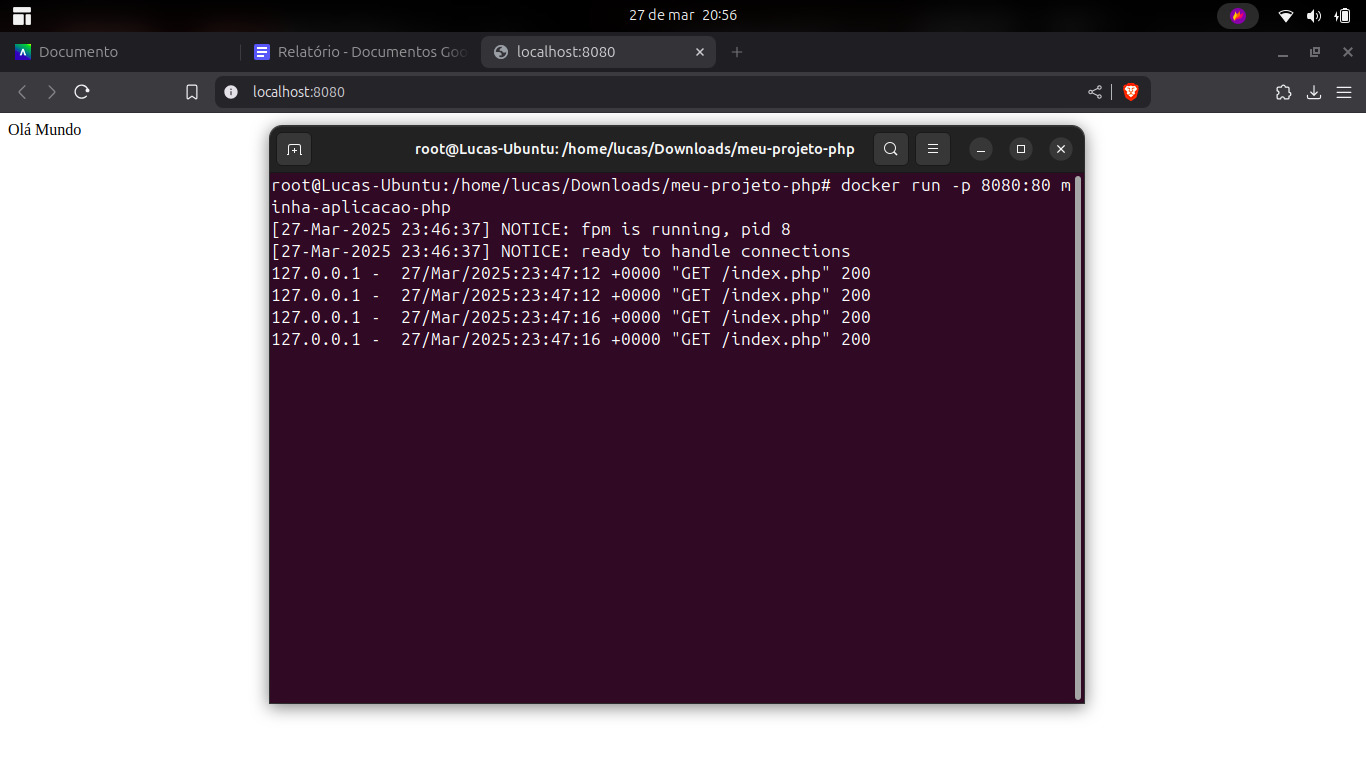 27 de mar 20:56
Documento
Relatório - Documentos Goo
localhost:8080
localhost:8080
Olá Mundo
root@Lucas-Ubuntu: /home/lucas/Downloads/meu-projeto-php
root@Lucas-Ubuntu:/home/lucas/Downloads/meu-projeto-php# docker run -p 8080:80 m
inha-aplicacao-php
[27-Mar-2025 23:46:37] NOTICE: fpm is running, pid 8
[27-Mar-2025 23:46:37] NOTICE: ready to handle connections
127.0.0.1 -  27/Mar/2025:23:47:12 +0000 "GET /index.php" 200
127.0.0.1 -  27/Mar/2025:23:47:12 +0000 "GET /index.php" 200
127.0.0.1 -  27/Mar/2025:23:47:16 +0000 "GET /index.php" 200
127.0.0.1 -  27/Mar/2025:23:47:16 +0000 "GET /index.php" 200